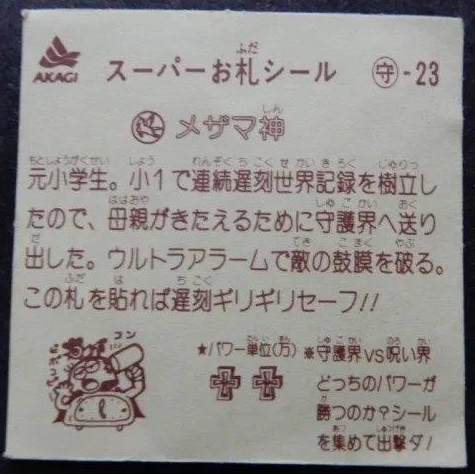 AKAGI
スーパーお札シール
守-23
メザマ神
元小学生。小1で連続遅刻世界記録を樹立し
たので、母親がきたえるために守護界へ送り
出した。ウルトラアラームで敵の鼓膜を破る。
この札を貼れば遅刻ギリギリセーフ!!
コン
★パワー単位(万)
※守護界VS呪い界
どっちのパワーが
勝つのか?シール
を集めて出撃ダ!